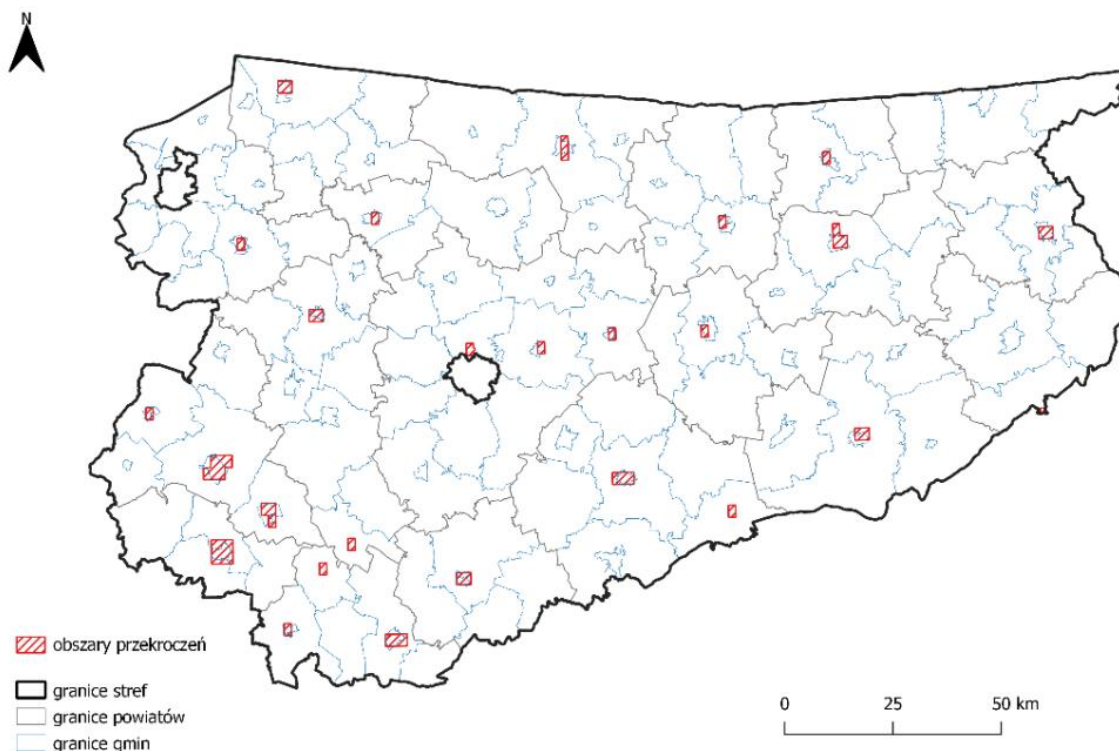 N
obszary przekroczeń
granice stref
granice powiatów
granice gmin
0 25 50 km